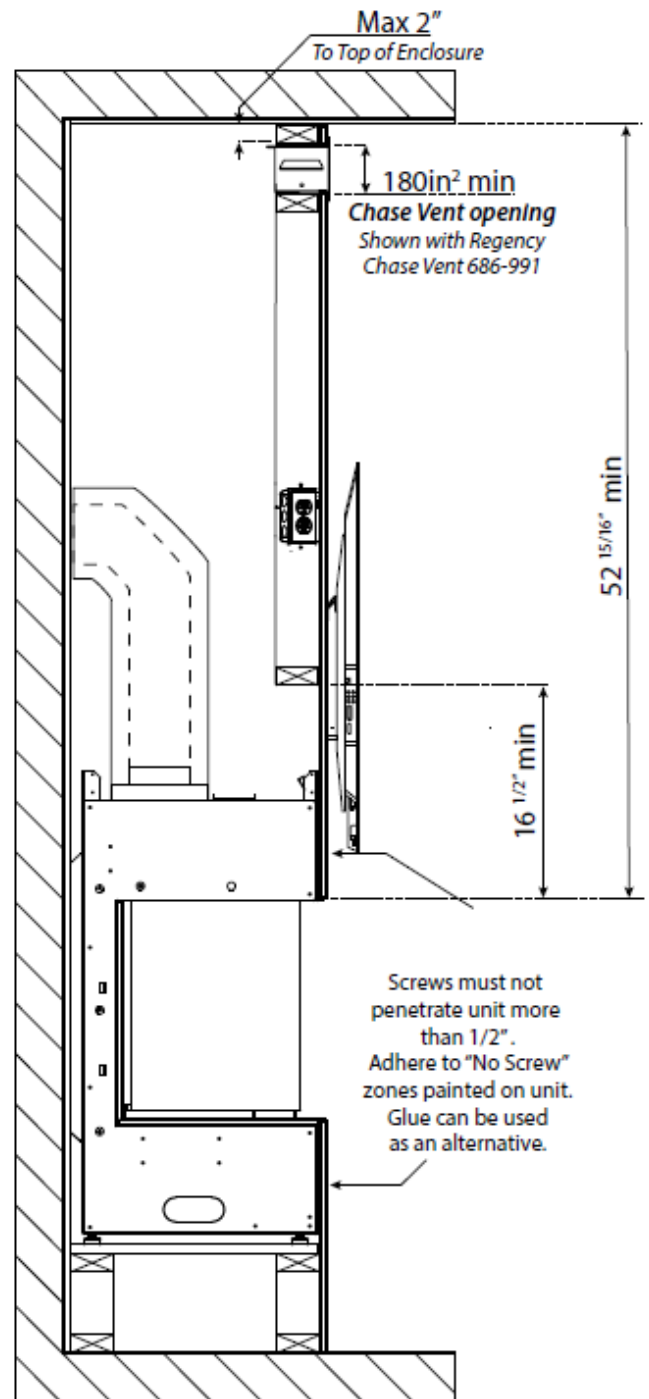 Max 2"
To Top of Enclosure
180in² min
Chase Vent opening
Shown with Regency
Chase Vent 686-991
52 15/16" min
16 1/2" min
Screws must not
penetrate unit more
than 1/2".
Adhere to “No Screw”
zones painted on unit.
Glue can be used
as an alternative.